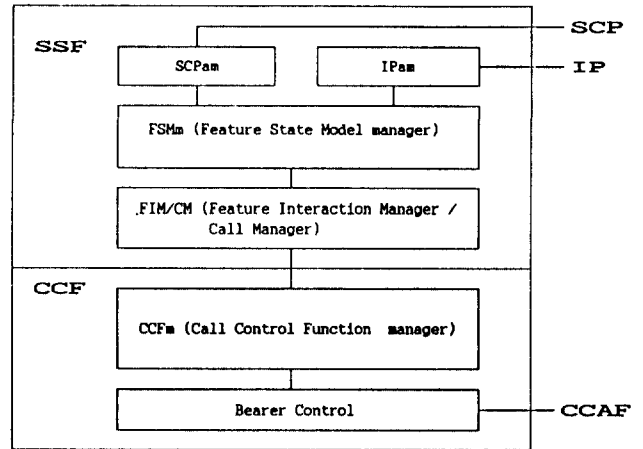 SCP
SSF
SCPam
IPam
IP
FSMm (Feature State Model manager)
FIM/CM (Feature Interaction Manager /
Call Manager)
CCF
CCFm (Call Control Function manager)
Bearer Control
CCAF